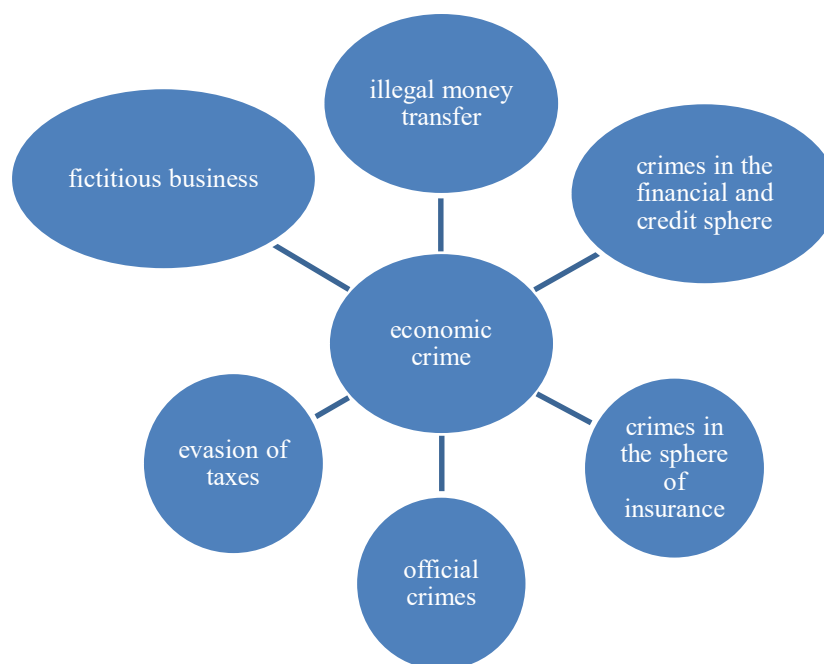 illegal money
transfer
fictitious business
crimes in the
financial and
credit sphere
economic
crime
evasion of
taxes
crimes in
the sphere
of
insurance
official
crimes